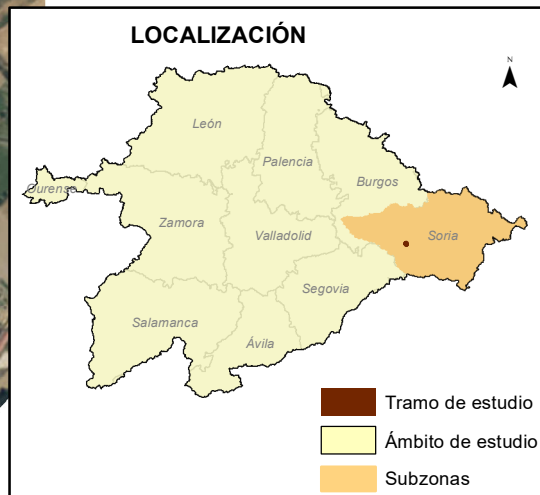 LOCALIZACIÓN
N
León
Palencia
Burgos
Ourense
Zamora
Valladolid
Soria
Segovia
Salamanca
Ávila
Tramo de estudio
Ámbito de estudio
Subzonas